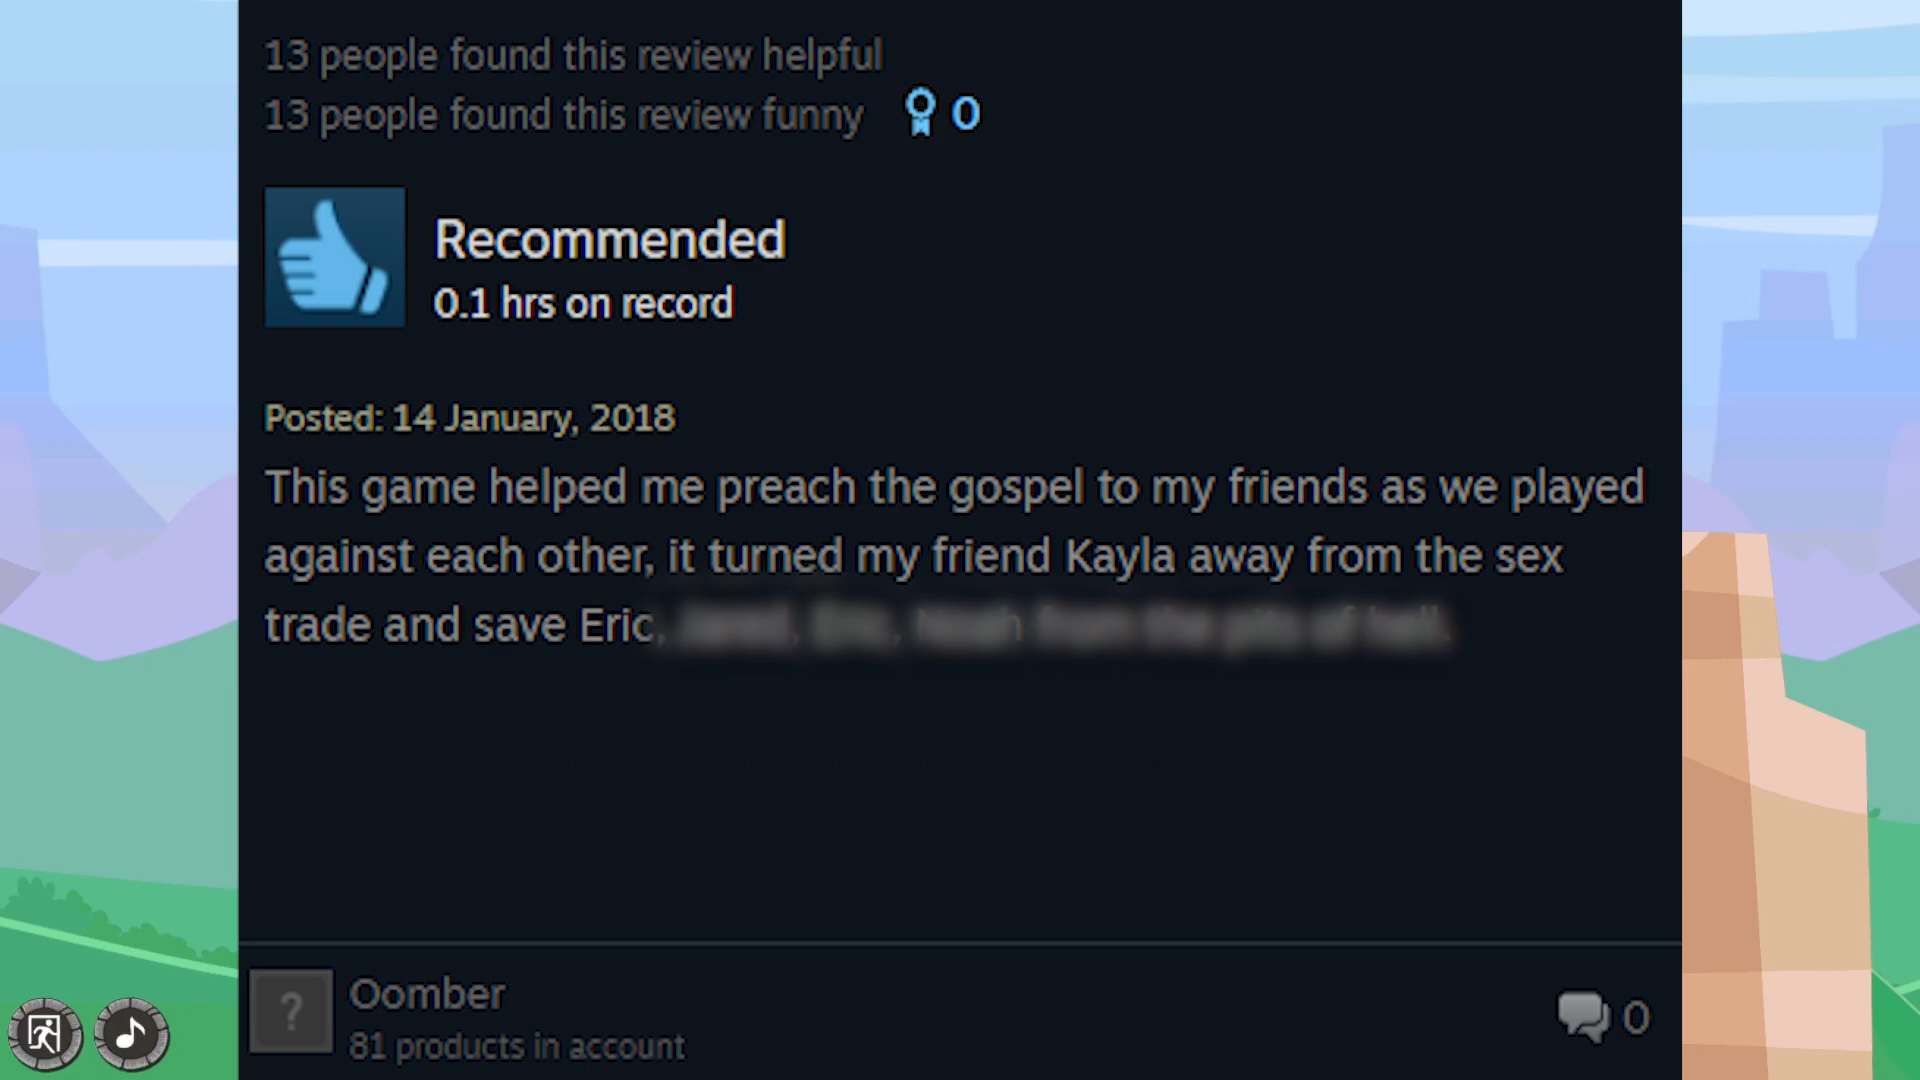 13 people found this review helpful
13 people found this review funny 0
Recommended
0.1 hrs on record
Posted: 14 January, 2018
This game helped me preach the gospel to my friends as we played
against each other, it turned my friend Kayla away from the sex
trade and save Eric,
?
Oomber
81 products in account
0